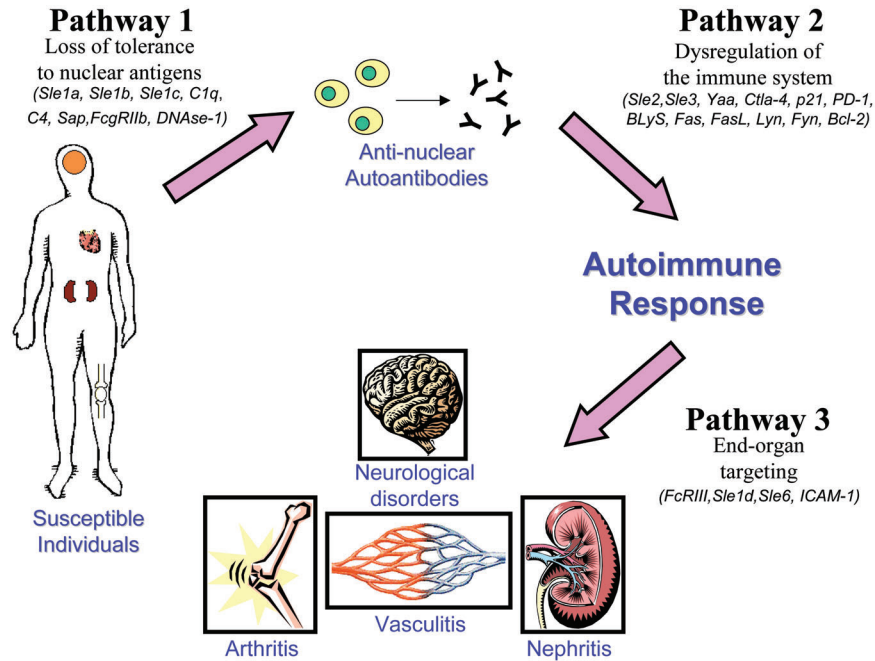 Pathway 1
Loss of tolerance
to nuclear antigens
(Sle1a, Sle1b, Sle1c, C1q,
C4, Sap,FcgRIIb, DNAse-1)
Anti-nuclear
Autoantibodies
Pathway 2
Dysregulation of
the immune system
(Sle2,Sle3, Yaa, Ctla-4, p21, PD-1,
BLyS, Fas, FasL, Lyn, Fyn, Bcl-2)
Autoimmune
Response
Pathway 3
End-organ
targeting
(FcRIII,Sle1d,Sle6, ICAM-1)
Susceptible
Individuals
Neurological
disorders
Arthritis
Vasculitis
Nephritis